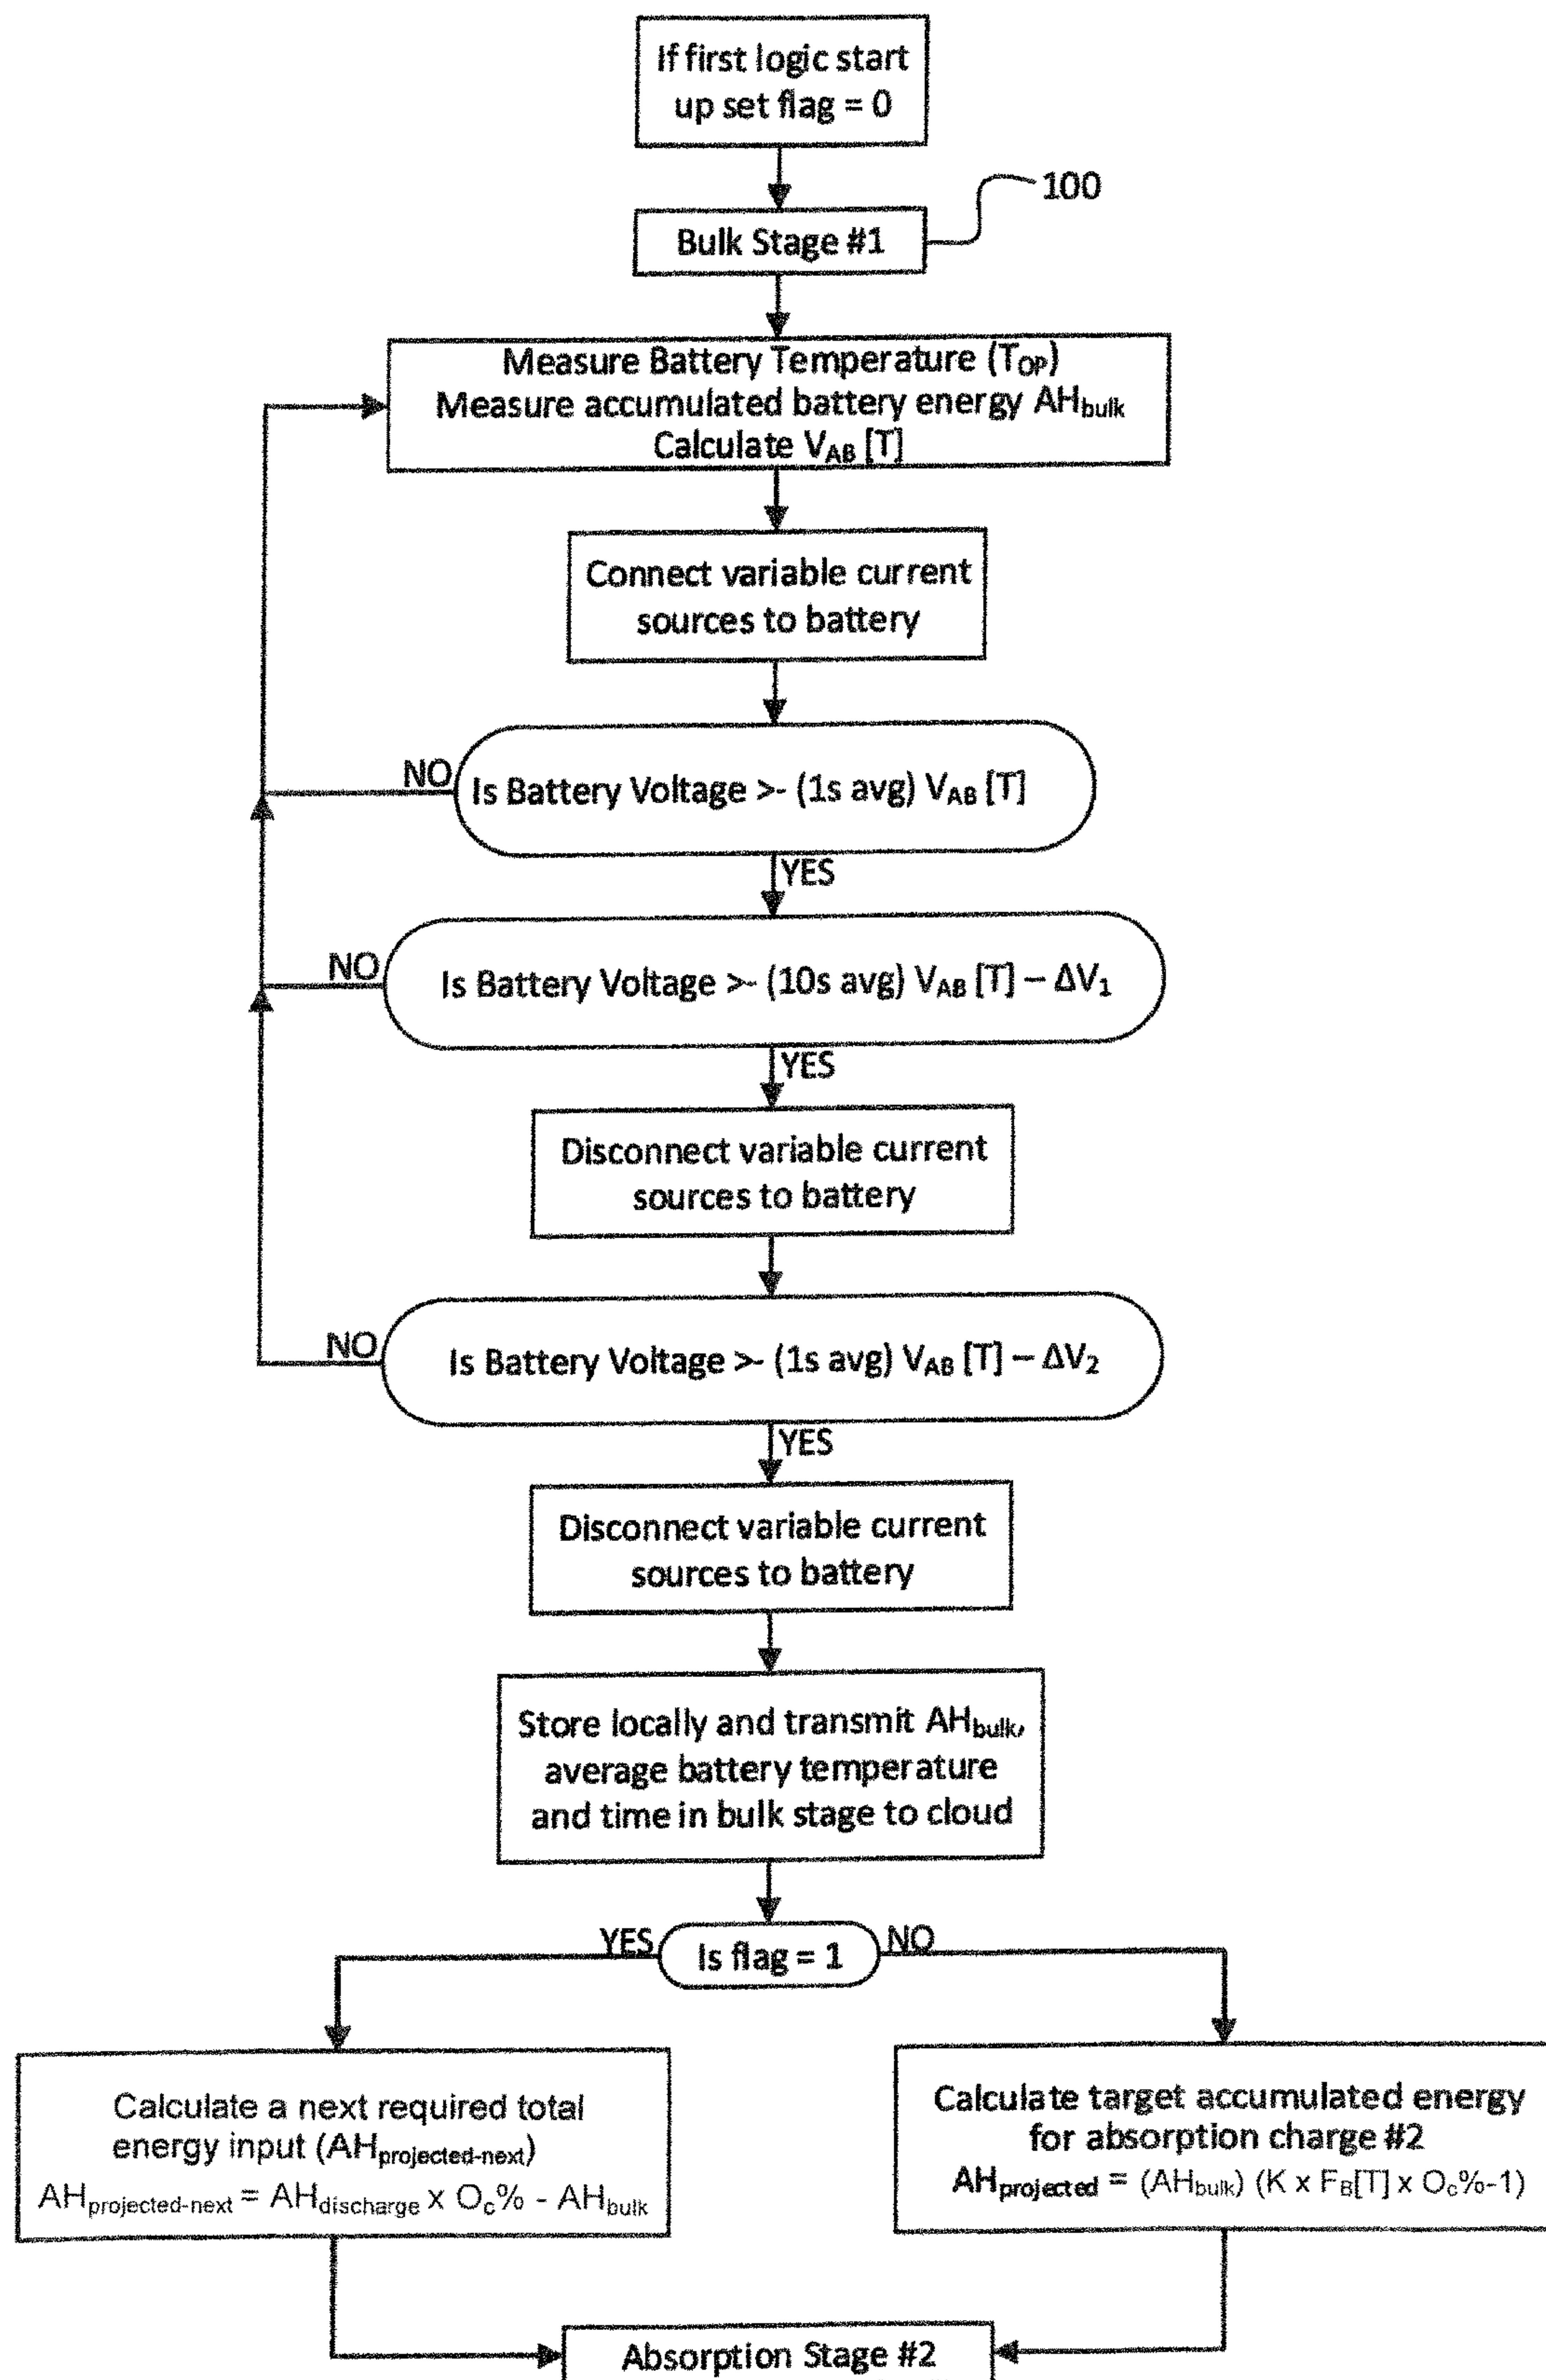 If first logic start
up set flag = 0
100
Bulk Stage #1
Measure Battery Temperature (TOP)
Measure accumulated battery energy AHbulk
Calculate VAB [T]
Connect variable current
sources to battery
NO
Is Battery Voltage >- (1s avg) VAB [T]
YES
NO
Is Battery Voltage >- (10s avg) VAB [T] – ΔV1
YES
Disconnect variable current
sources to battery
NO
Is Battery Voltage >- (1s avg) VAB [T] – ΔV2
YES
Disconnect variable current
sources to battery
Store locally and transmit AHbulk,
average battery temperature
and time in bulk stage to cloud
YES
Is flag = 1
NO
Calculate a next required total
energy input (AHprojected-next)
AHprojected-next = AHdischarge x Oc% - AHbulk
Calculate target accumulated energy
for absorption charge #2
AHprojected = (AHbulk) (K x FB[T] x Oc%-1)
Absorption Stage #2